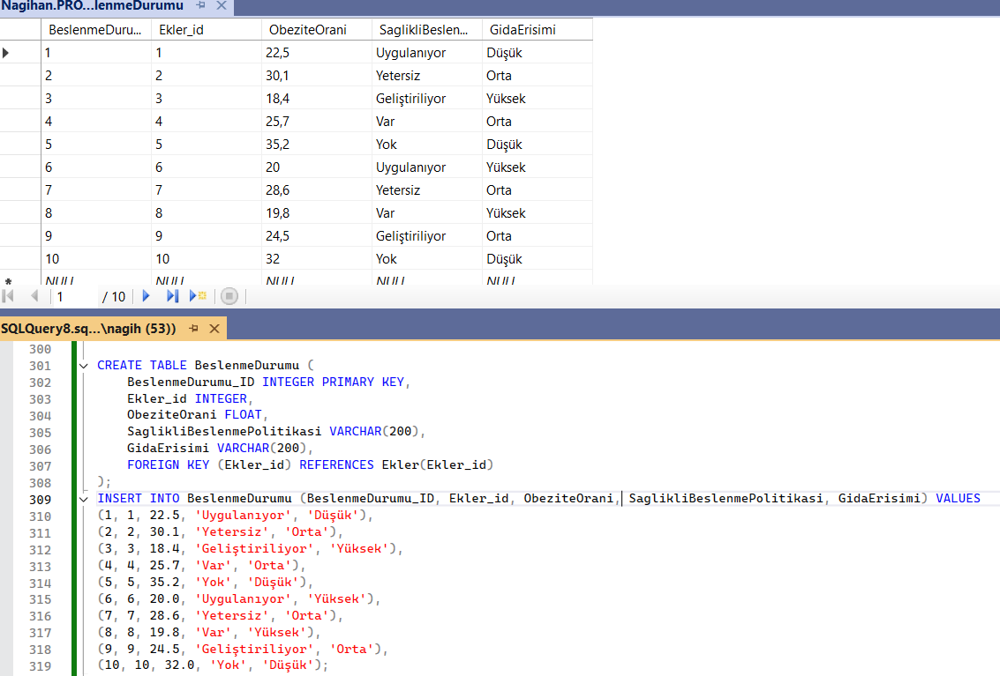 Nagihan.PRO...lenmeDurumu
BeslenmeDuru... Ekler_id ObeziteOrani SaglikliBeslen... GidaErisimi
1 1 22,5 Uygulanıyor Düşük
2 2 30,1 Yetersiz Orta
3 3 18,4 Geliştiriliyor Yüksek
4 4 25,7 Var Orta
5 5 35,2 Yok Düşük
6 6 20 Uygulanıyor Yüksek
7 7 28,6 Yetersiz Orta
8 8 19,8 Var Yüksek
9 9 24,5 Geliştiriliyor Orta
10 10 32 Yok Düşük
* NULL NULL NULL NULL NULL
1 / 10
SQLQuery8.sq...\nagih (53))
300
301 CREATE TABLE BeslenmeDurumu (
302 BeslenmeDurumu_ID INTEGER PRIMARY KEY,
303 Ekler_id INTEGER,
304 ObeziteOrani FLOAT,
305 SaglikliBeslenmePolitikasi VARCHAR(200),
306 GidaErisimi VARCHAR(200),
307 FOREIGN KEY (Ekler_id) REFERENCES Ekler(Ekler_id)
308 );
309 INSERT INTO BeslenmeDurumu (BeslenmeDurumu_ID, Ekler_id, ObeziteOrani, SaglikliBeslenmePolitikasi, GidaErisimi) VALUES
310 (1, 1, 22.5, 'Uygulanıyor', 'Düşük'),
311 (2, 2, 30.1, 'Yetersiz', 'Orta'),
312 (3, 3, 18.4, 'Geliştiriliyor', 'Yüksek'),
313 (4, 4, 25.7, 'Var', 'Orta'),
314 (5, 5, 35.2, 'Yok', 'Düşük'),
315 (6, 6, 20.0, 'Uygulanıyor', 'Yüksek'),
316 (7, 7, 28.6, 'Yetersiz', 'Orta'),
317 (8, 8, 19.8, 'Var', 'Yüksek'),
318 (9, 9, 24.5, 'Geliştiriliyor', 'Orta'),
319 (10, 10, 32.0, 'Yok', 'Düşük');